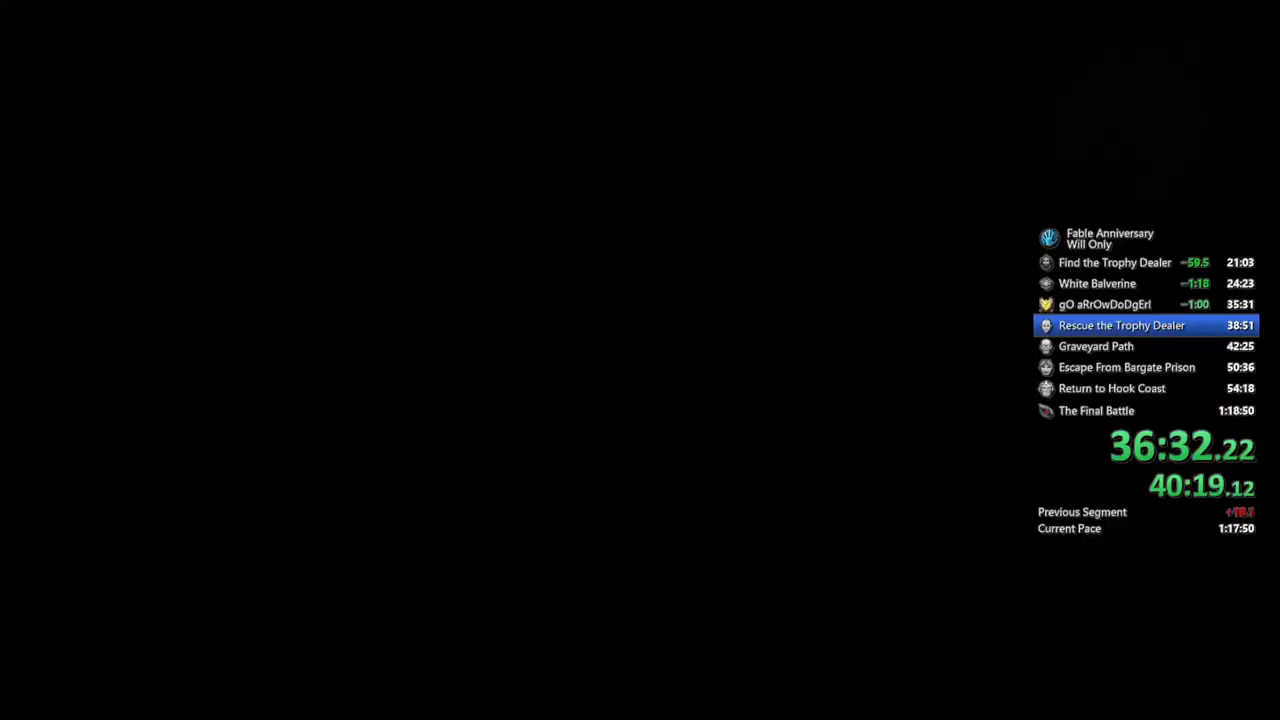 Fable Anniversary
Will Only
Find the Trophy Dealer −59.5 21:03
White Balverine −1:18 24:23
gO aRrOwDoDgEr! −1:00 35:31
Rescue the Trophy Dealer 38:51
Graveyard Path 42:25
Escape From Bargate Prison 50:36
Return to Hook Coast 54:18
The Final Battle 1:18:50
36:32.22
40:19.12
Previous Segment
Current Pace 1:17:50